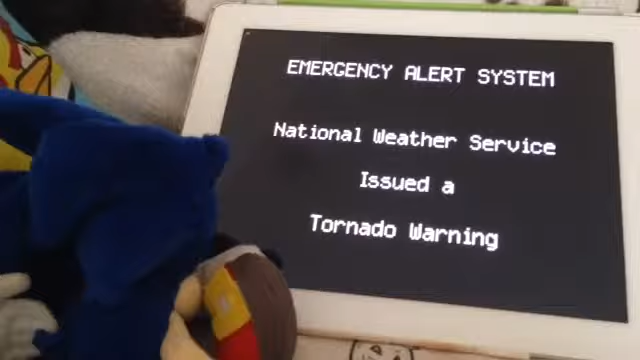 EMERGENCY ALERT SYSTEM
National Weather Service
Issued a
Tornado Warning